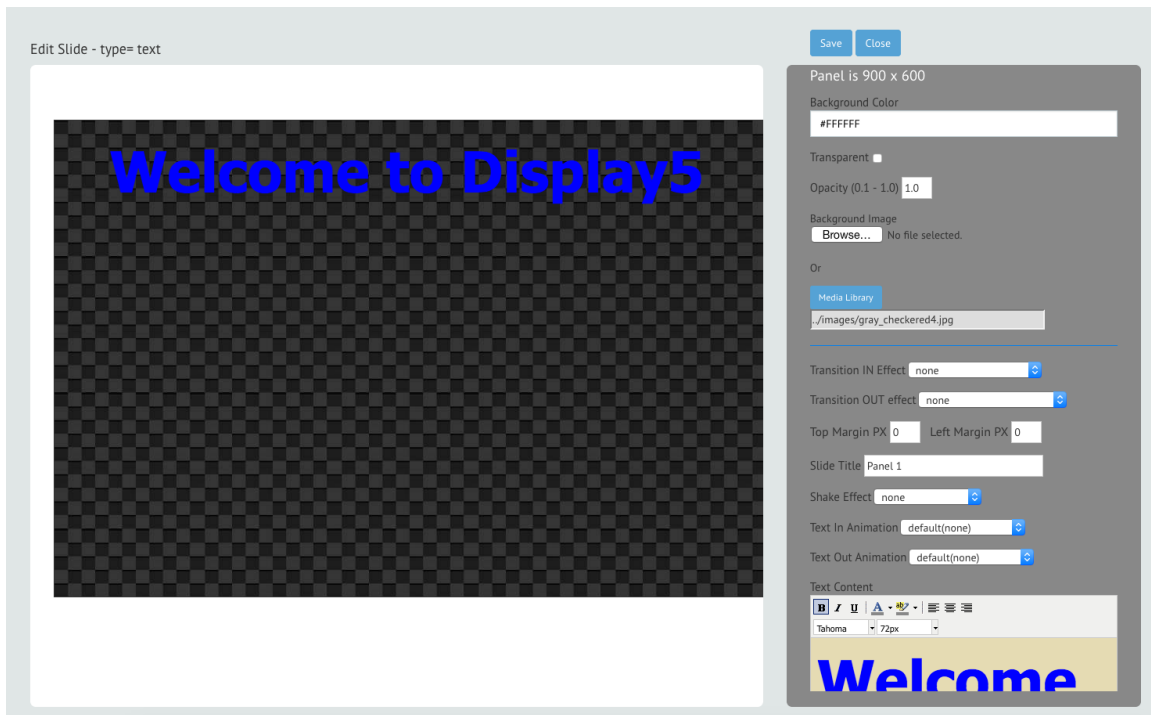 Edit Slide - type= text
Welcome to Display5
Save Close
Panel is 900 x 600
Background Color
#FFFFFF
Transparent
Opacity (0.1 - 1.0) 1.0
Background Image
Browse... No file selected.
Or
Media Library
../images/gray_checkered4.jpg
Transition IN Effect none
Transition OUT effect none
Top Margin PX 0 Left Margin PX 0
Slide Title Panel 1
Shake Effect none
Text In Animation default(none)
Text Out Animation default(none)
Text Content
B I U A ab
Tahoma 72px
Welcome